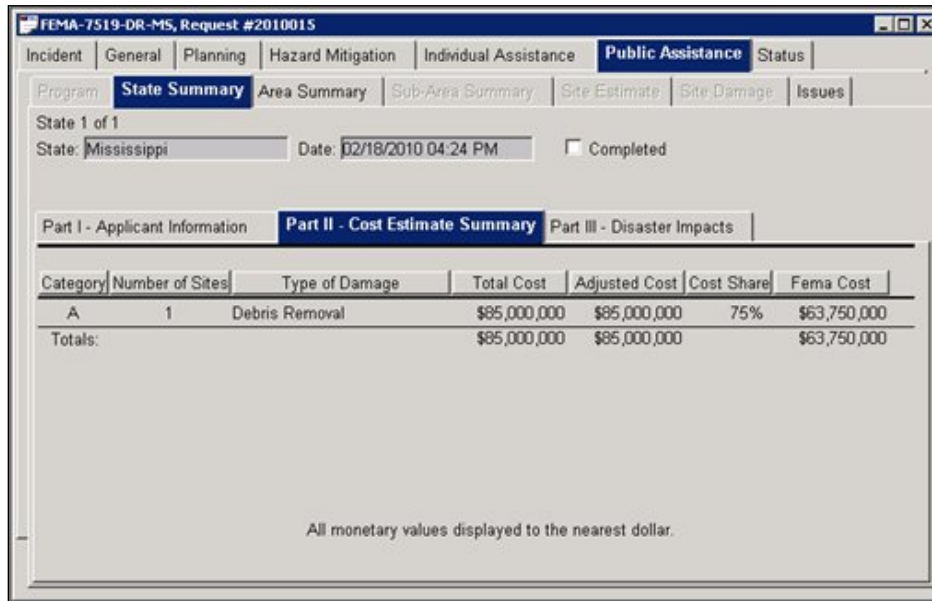 FEMA-7519-DR-MS, Request #2010015
Incident General Planning Hazard Mitigation Individual Assistance Public Assistance Status
Program State Summary Area Summary Sub-Area Summary Site Estimate Site Damage Issues
State 1 of 1
State: Mississippi Date: 02/18/2010 04:24 PM Completed
Part I - Applicant Information Part II - Cost Estimate Summary Part III - Disaster Impacts
Category Number of Sites Type of Damage Total Cost Adjusted Cost Cost Share Fema Cost
A 1 Debris Removal $85,000,000 $85,000,000 75% $63,750,000
Totals: $85,000,000 $85,000,000 $63,750,000
All monetary values displayed to the nearest dollar.